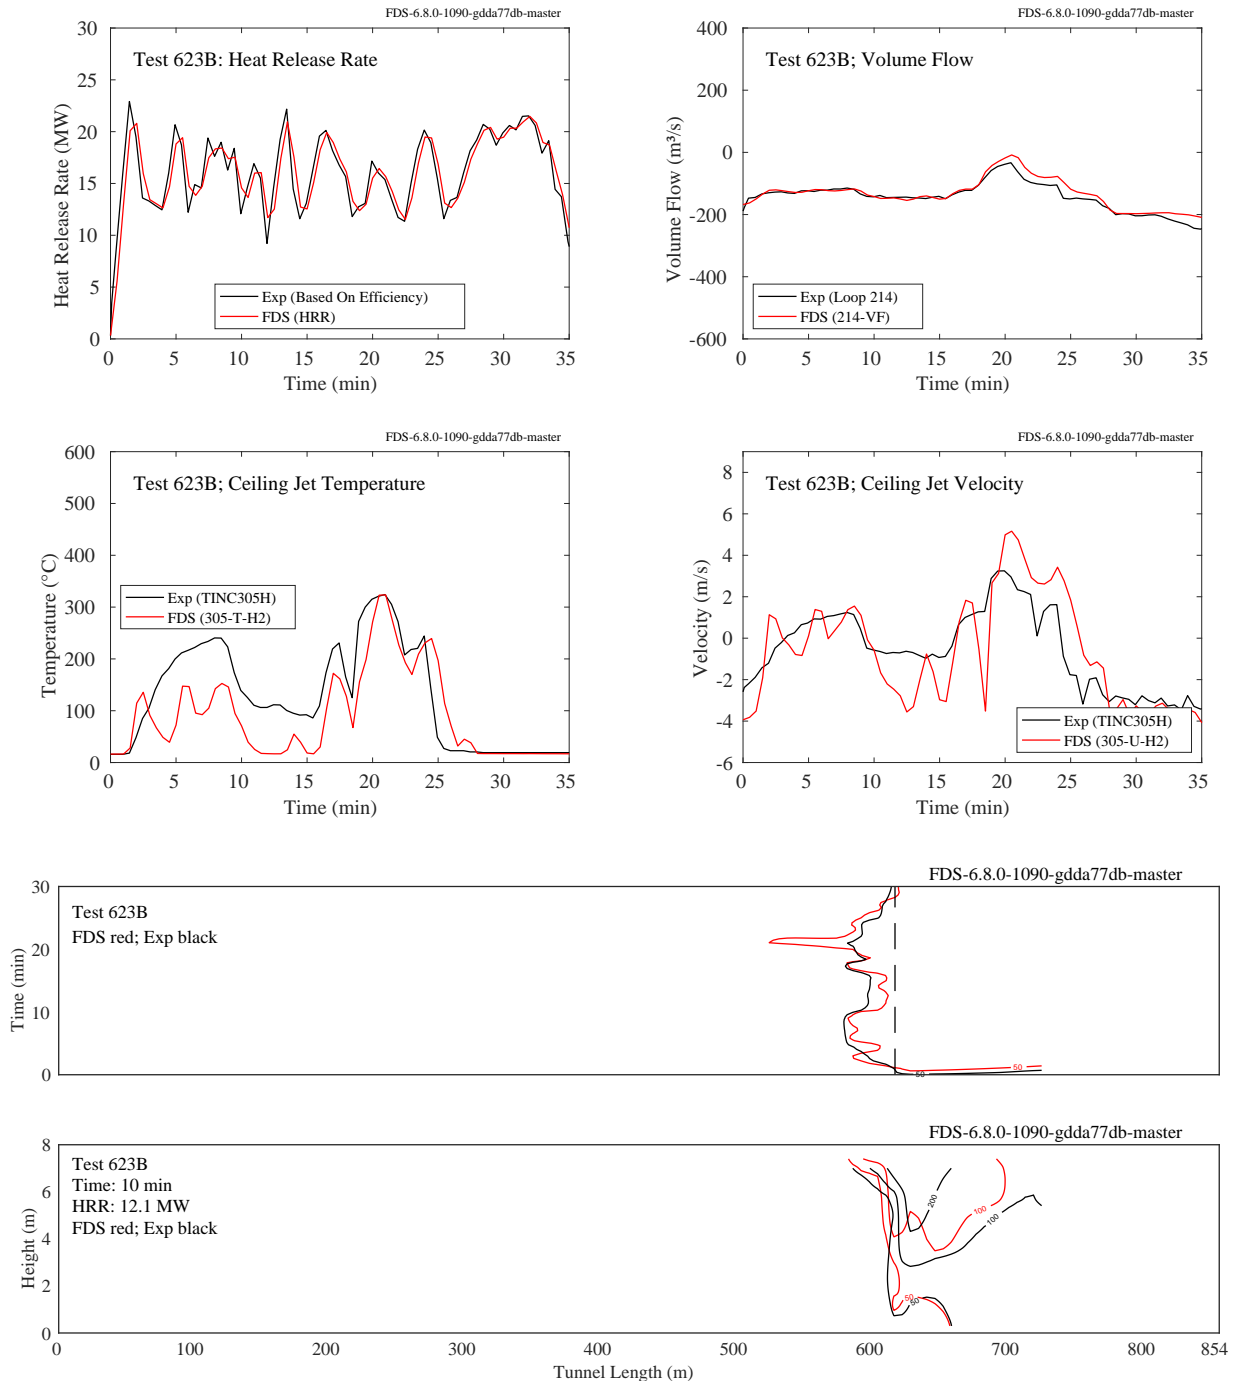 FDS-6.8.0-1090-gdda77db-master
Test 623B: Heat Release Rate
Heat Release Rate (MW)
30
25
20
15
10
5
0
Exp (Based On Efficiency)
FDS (HRR)
0 5 10 15 20 25 30 35
Time (min)
FDS-6.8.0-1090-gdda77db-master
Test 623B; Volume Flow
Volume Flow (m³/s)
400
200
0
-200
-400
-600
Exp (Loop 214)
FDS (214-VF)
0 5 10 15 20 25 30 35
Time (min)
FDS-6.8.0-1090-gdda77db-master
Test 623B; Ceiling Jet Temperature
Temperature (°C)
600
500
400
300
200
100
0
Exp (TINC305H)
FDS (305-T-H2)
0 5 10 15 20 25 30 35
Time (min)
FDS-6.8.0-1090-gdda77db-master
Test 623B; Ceiling Jet Velocity
Velocity (m/s)
8
6
4
2
0
-2
-4
-6
Exp (TINC305H)
FDS (305-U-H2)
0 5 10 15 20 25 30 35
Time (min)
FDS-6.8.0-1090-gdda77db-master
Test 623B
FDS red; Exp black
Time (min)
30
20
10
0
50
50
FDS-6.8.0-1090-gdda77db-master
Test 623B
Time: 10 min
HRR: 12.1 MW
FDS red; Exp black
Height (m)
8
6
4
2
0
200
100
100
50
50
0 100 200 300 400 500 600 700 800 854
Tunnel Length (m)